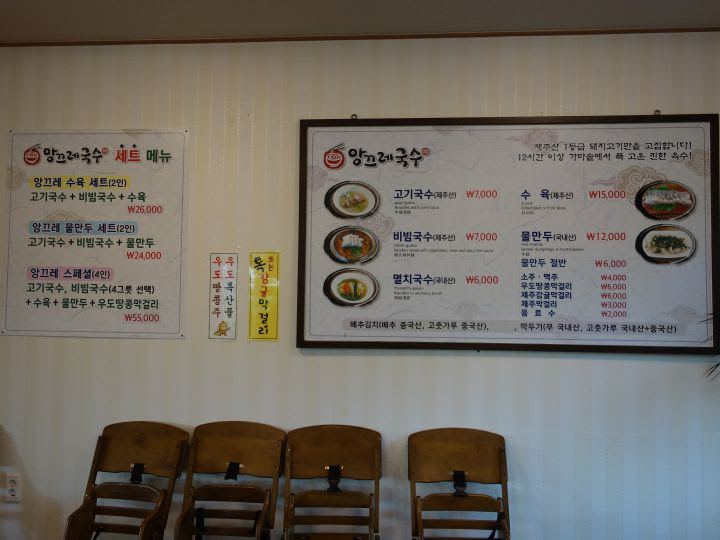 앙끄레국수 세트 메뉴
앙끄레 수육 세트(2인)
고기국수 + 비빔국수 + 수육
₩26,000
앙끄레 물만두 세트(2인)
고기국수 + 비빔국수 + 물만두
₩24,000
앙끄레 스페셜(4인)
고기국수, 비빔국수(4그릇 선택)
+ 수육 + 물만두 + 우도땅콩막걸리
₩55,000
우도특산물
우도땅콩주
톡 쏘는
감귤막걸리
앙끄레국수
제주산 1등급 돼지고기만을 고집합니다!!
12시간 이상 가마솥에서 푹 고운 진한 육수!
고기국수(제주산) ₩7,000
Noodles with pork soup
비빔국수(제주산) ₩7,000
bibim guksu
멸치국수(국내산) ₩6,000
Noodles in anchovy broth
수 육(제주산) ₩15,000
물만두(국내산) ₩12,000
물만두 절반 ₩6,000
소주 · 맥주 ₩4,000
우도땅콩막걸리 ₩6,000
제주감귤막걸리 ₩6,000
제주막걸리 ₩3,000
음 료 수 ₩2,000
배추김치(배추 중국산, 고춧가루 중국산), , 깍두기(무 국내산, 고춧가루 국내산+중국산)